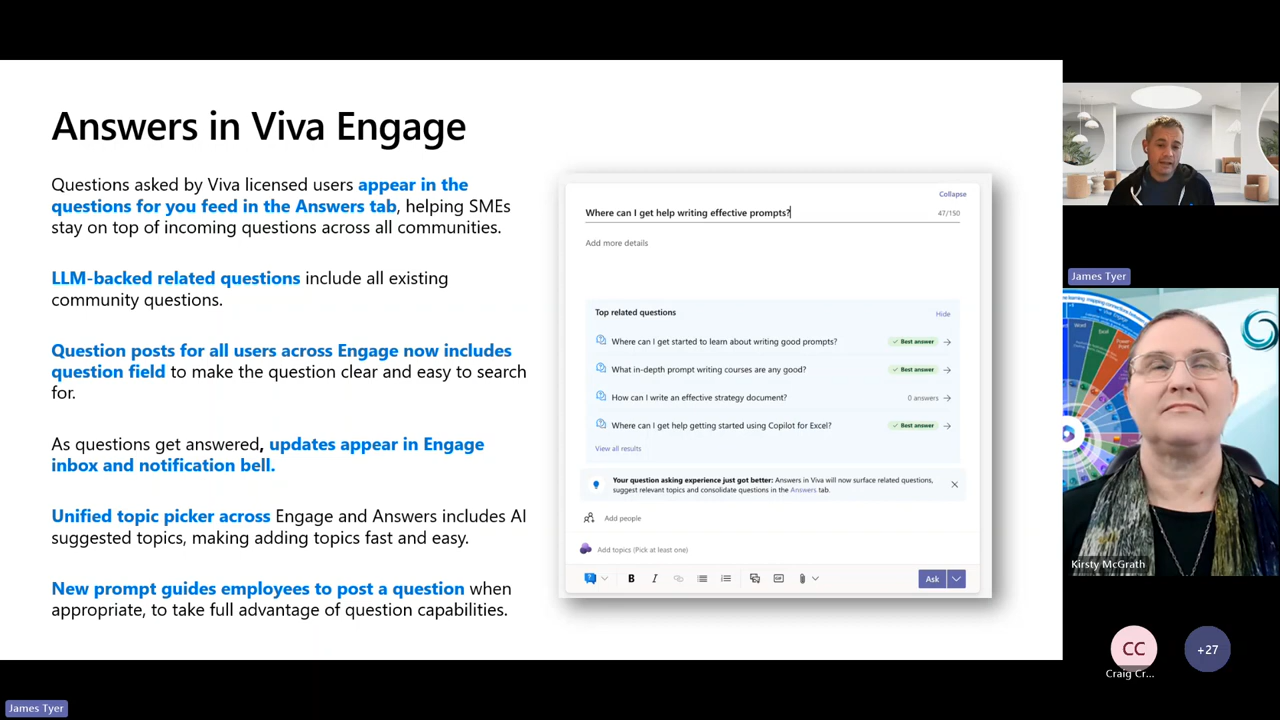 Answers in Viva Engage
Questions asked by Viva licensed users appear in the
questions for you feed in the Answers tab, helping SMEs
stay on top of incoming questions across all communities.
LLM-backed related questions include all existing
community questions.
Question posts for all users across Engage now includes
question field to make the question clear and easy to search
for.
As questions get answered, updates appear in Engage
inbox and notification bell.
Unified topic picker across Engage and Answers includes AI
suggested topics, making adding topics fast and easy.
New prompt guides employees to post a question when
appropriate, to take full advantage of question capabilities.
Collapse
Where can I get help writing effective prompts?
47/150
Add more details
Top related questions
Hide
Where can I get started to learn about writing good prompts?
Best answer
What in-depth prompt writing courses are any good?
Best answer
How can I write an effective strategy document?
0 answers
Where can I get help getting started using Copilot for Excel?
Best answer
View all results
Your question asking experience just got better: Answers in Viva will now surface related questions,
suggest relevant topics and consolidate questions in the Answers tab.
Add people
Add topics (Pick at least one)
B I
GIF
Ask
James Tyer
Word
Excel
Kirsty McGrath
CC
+27
Craig Cr...
James Tyer